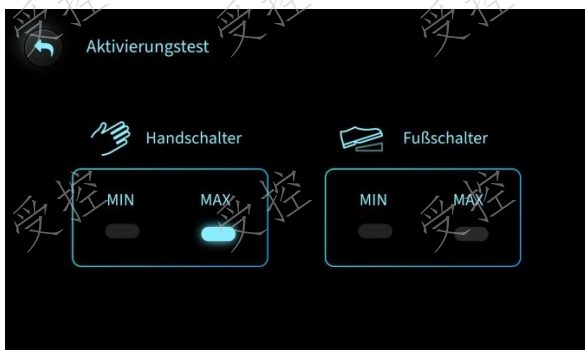 Aktivierungstest
Handschalter
Fußschalter
MIN
MAX
MIN
MAX
受控
受控
受控
受控
受控
受控